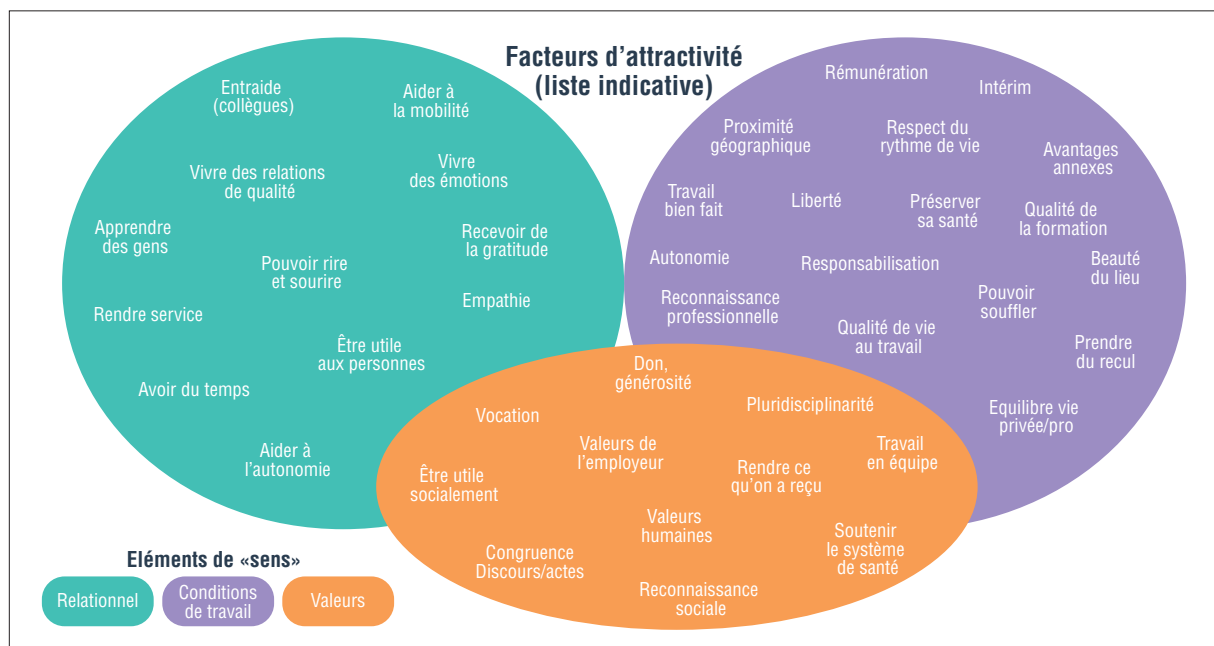 Facteurs d’attractivité
(liste indicative)
Entraide
(collègues)
Aider à
la mobilité
Vivre des relations
de qualité
Vivre
des émotions
Apprendre
des gens
Recevoir de
la gratitude
Pouvoir rire
et sourire
Empathie
Rendre service
Être utile
aux personnes
Avoir du temps
Aider à
l’autonomie
Rémunération
Intérim
Proximité
géographique
Respect du
rythme de vie
Avantages
annexes
Travail
bien fait
Liberté
Préserver
sa santé
Qualité de
la formation
Autonomie
Responsabilisation
Beauté
du lieu
Reconnaissance
professionnelle
Pouvoir
souffler
Qualité de vie
au travail
Prendre
du recul
Equilibre vie
privée/pro
Don,
générosité
Vocation
Pluridisciplinarité
Valeurs de
l’employeur
Travail
en équipe
Être utile
socialement
Rendre ce
qu’on a reçu
Valeurs
humaines
Soutenir
le système
de santé
Congruence
Discours/actes
Reconnaissance
sociale
Eléments de «sens»
Relationnel
Conditions
de travail
Valeurs